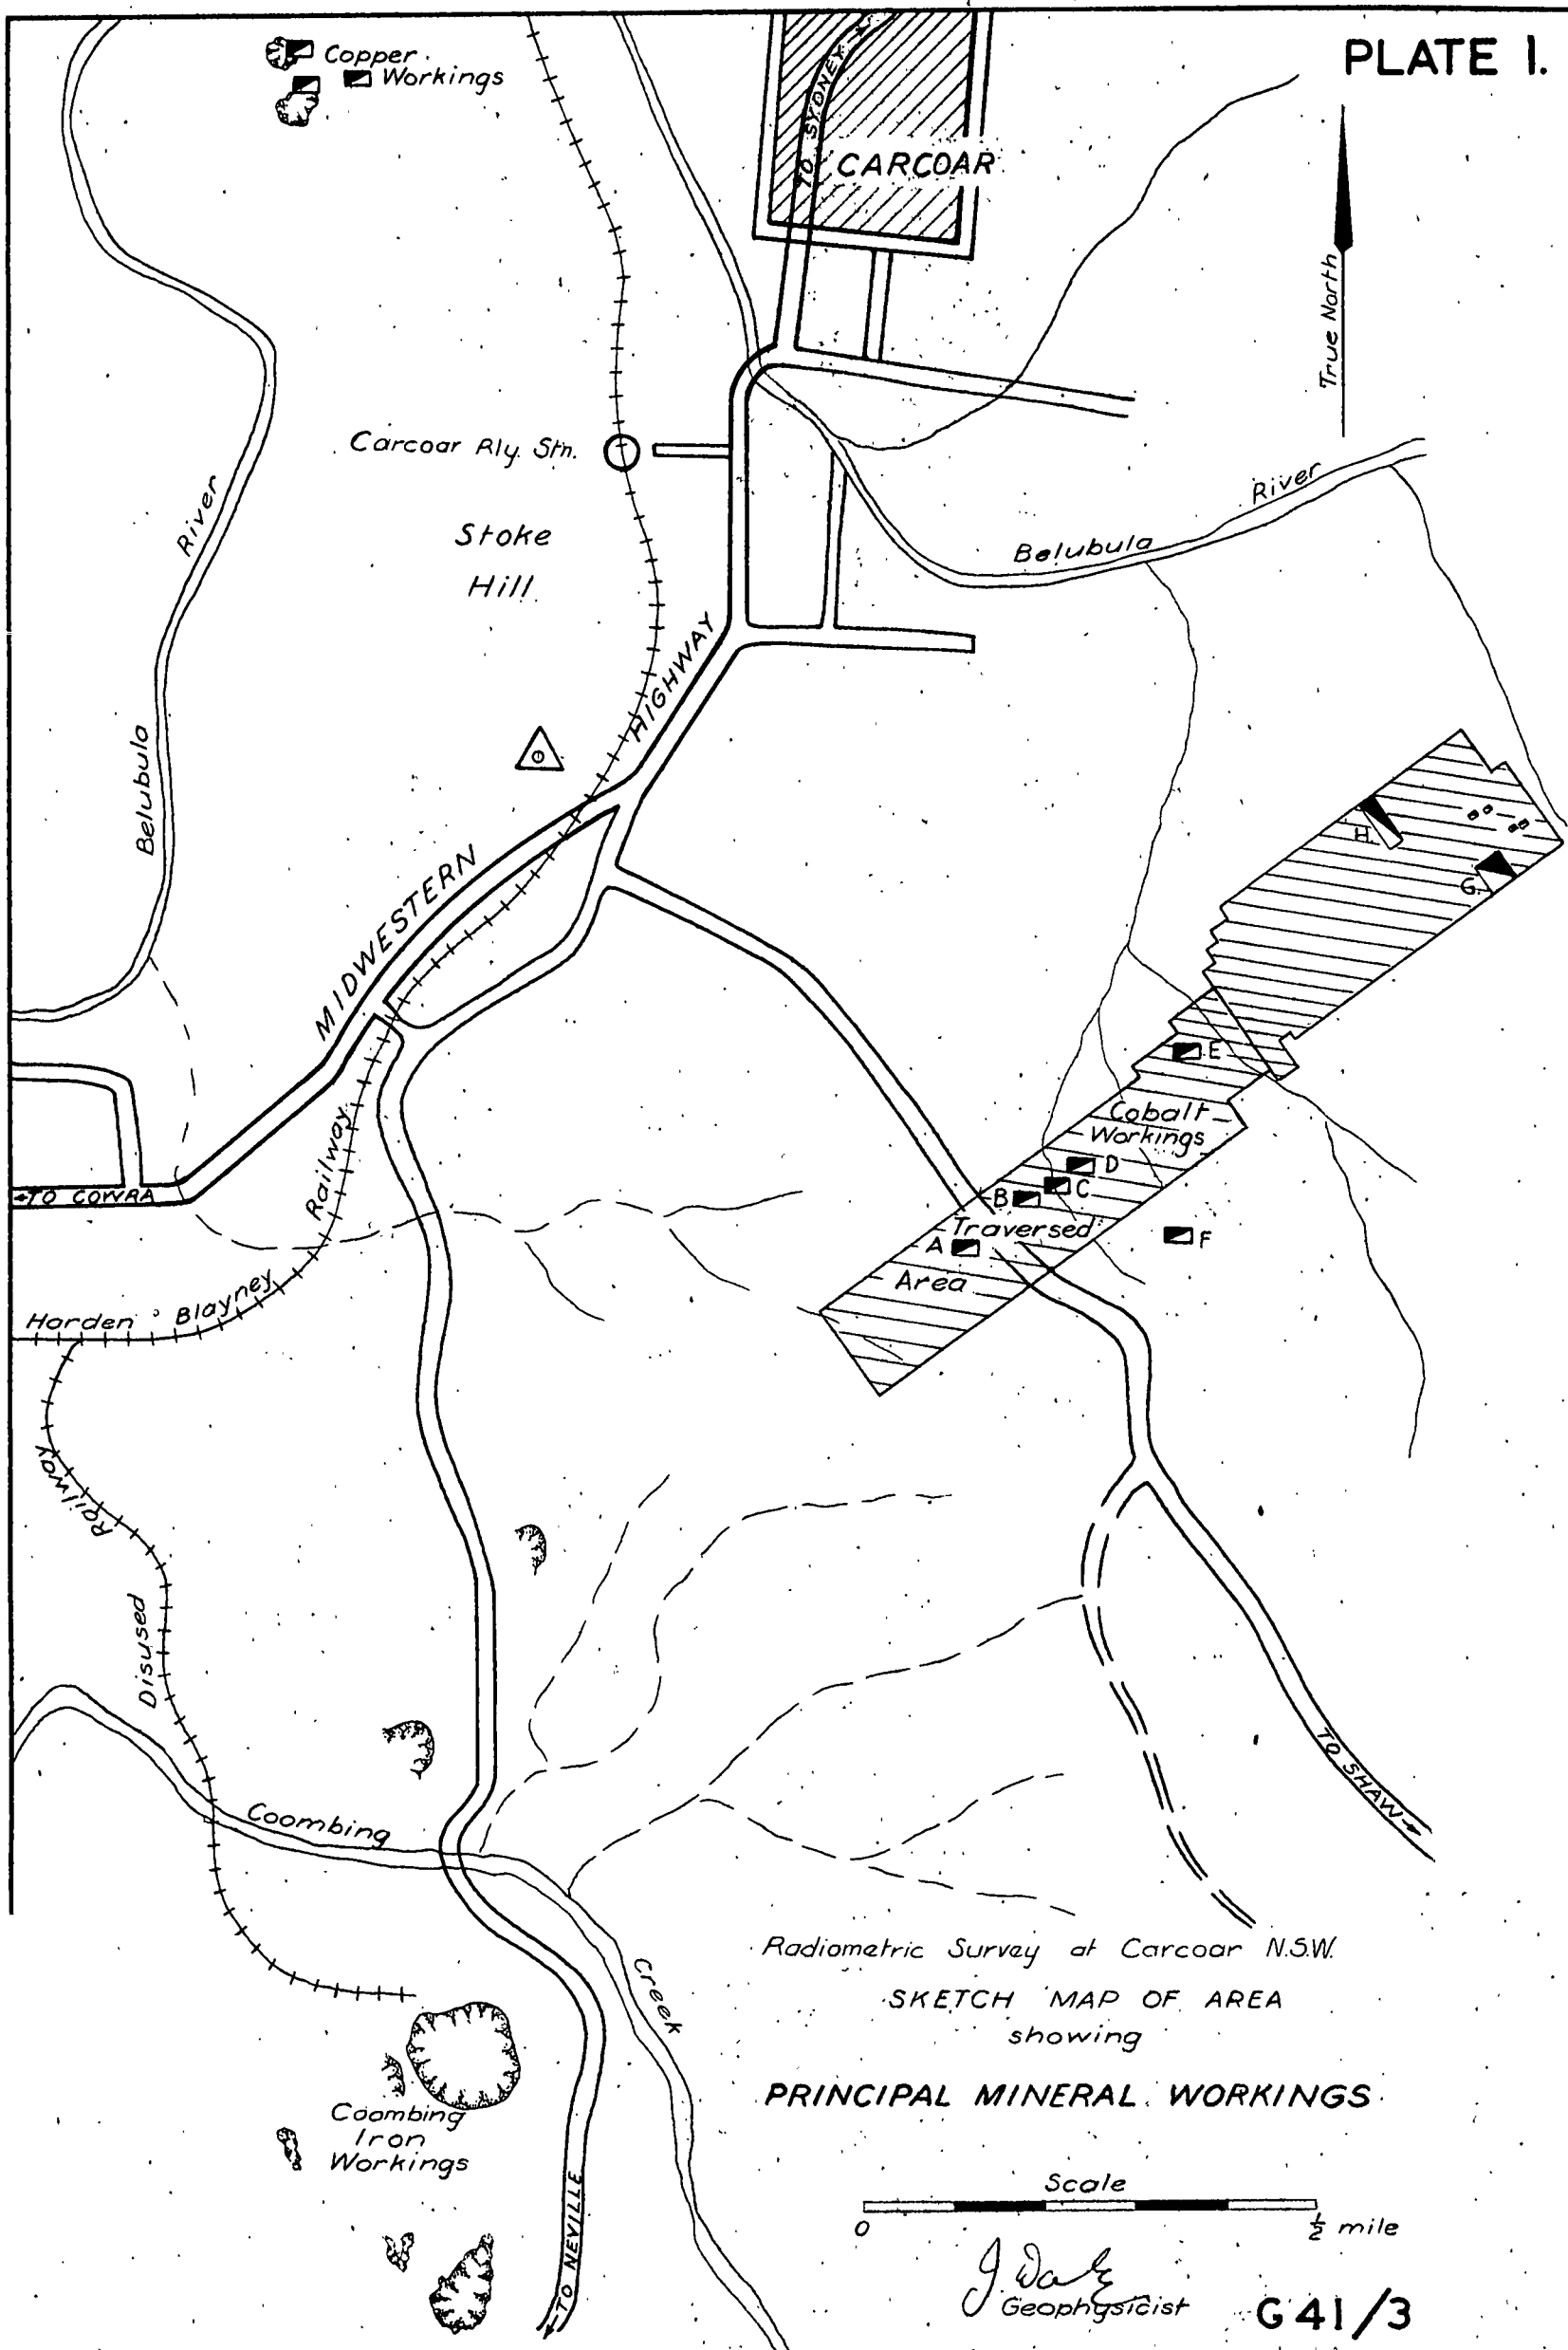 PLATE 1.
Copper
Workings
TO SYDNEY
CARCOAR
True North
Carcoar Rly. Stn.
River
Belubula
Stoke
Hill
River
Belubula
HIGHWAY
MIDWESTERN
H.
G.
E
Cobalt
Workings
D
C
B
Traversed
A
F
Area
TO COWRA
Railway
Harden Blayney
Railway
Disused
TO SHAW
Coombing
Creek
Radiometric Survey at Carcoar N.S.W.
SKETCH MAP OF AREA
showing
PRINCIPAL MINERAL WORKINGS
Coombing
Iron
Workings
TO NEVILLE
Scale
0 ½ mile
Geophysicist
G41/3